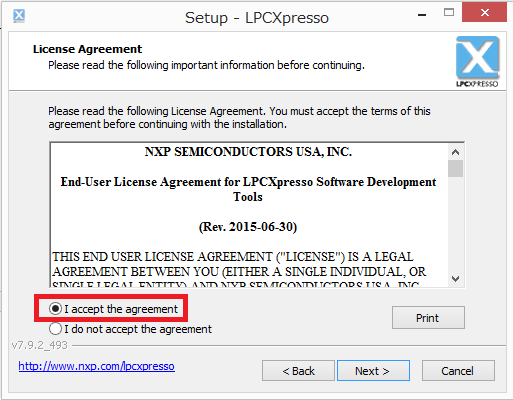 Setup - LPCXpresso
License Agreement
Please read the following important information before continuing.
LPCXPRESSO
Please read the following License Agreement. You must accept the terms of this
agreement before continuing with the installation.
NXP SEMICONDUCTORS USA, INC.
End-User License Agreement for LPCXpresso Software Development
Tools
(Rev. 2015-06-30)
THIS END USER LICENSE AGREEMENT ("LICENSE") IS A LEGAL
AGREEMENT BETWEEN YOU (EITHER A SINGLE INDIVIDUAL, OR
SINGLE LEGAL ENTITY) AND NXP SEMICONDUCTORS USA, INC.
I accept the agreement
I do not accept the agreement
Print
v7.9.2_493
http://www.nxp.com/lpcxpresso
< Back
Next >
Cancel